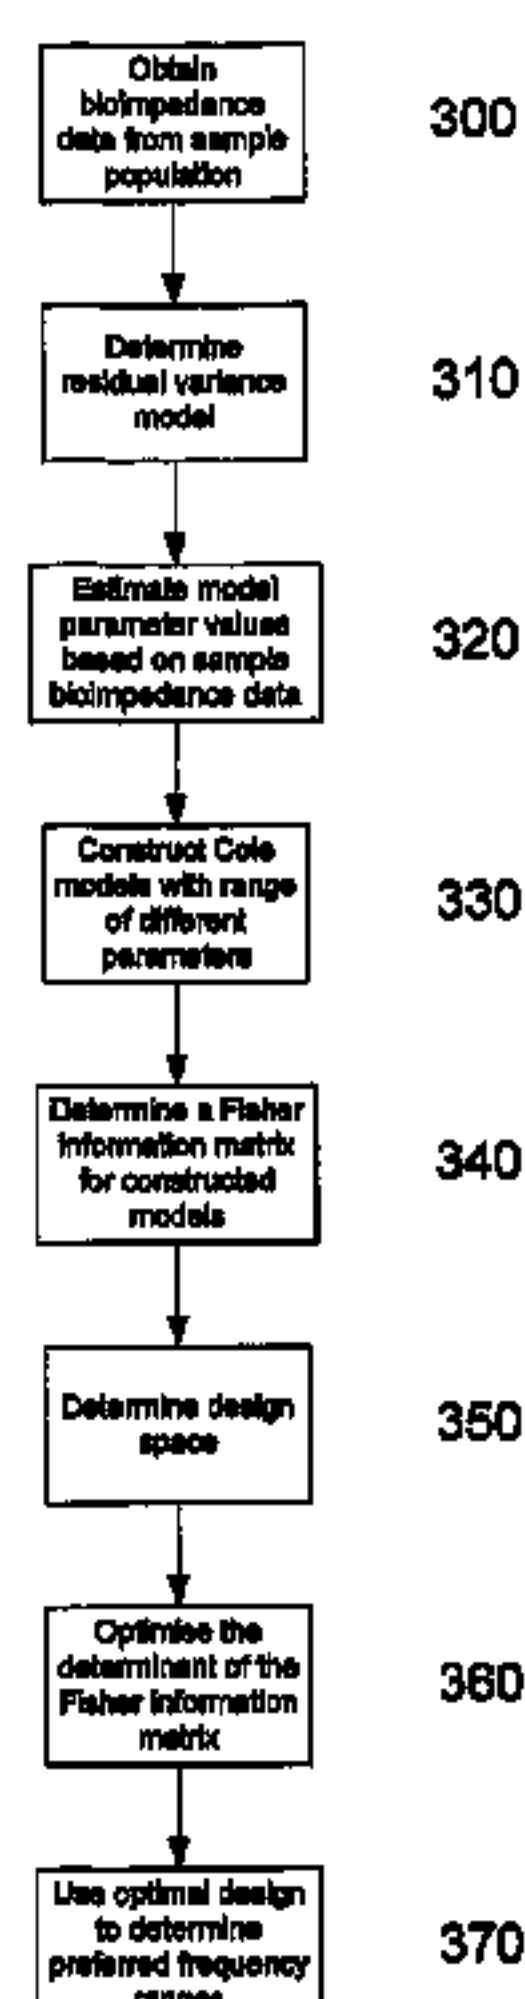 Obtain
bioimpedance
data from sample
population
300
Determine
residual variance
model
310
Estimate model
parameter values
based on sample
bioimpedance data
320
Construct Cole
models with range
of different
parameters
330
Determine a Fisher
information matrix
for constructed
models
340
Determine design
space
350
Optimise the
determinant of the
Fisher information
matrix
360
Use optimal design
to determine
preferred frequency
ranges
370